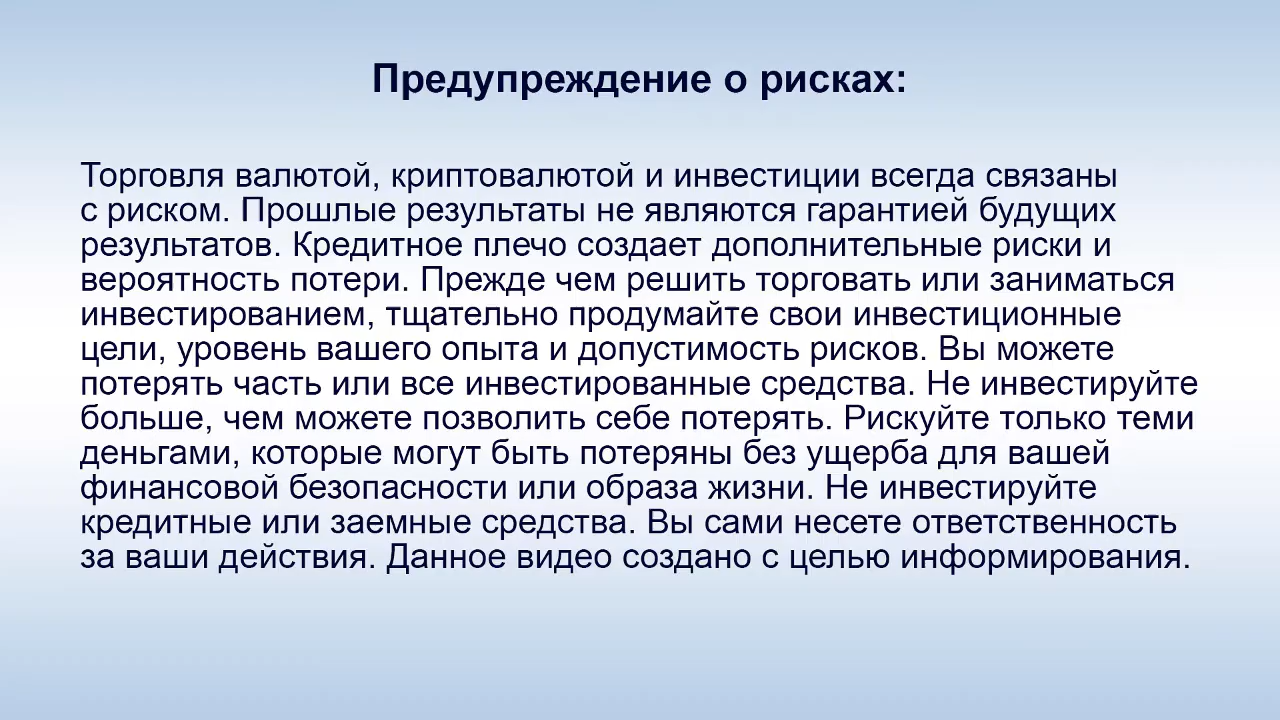 Предупреждение о рисках:
Торговля валютой, криптовалютой и инвестиции всегда связаны
с риском. Прошлые результаты не являются гарантией будущих
результатов. Кредитное плечо создает дополнительные риски и
вероятность потери. Прежде чем решить торговать или заниматься
инвестированием, тщательно продумайте свои инвестиционные
цели, уровень вашего опыта и допустимость рисков. Вы можете
потерять часть или все инвестированные средства. Не инвестируйте
больше, чем можете позволить себе потерять. Рискуйте только теми
деньгами, которые могут быть потеряны без ущерба для вашей
финансовой безопасности или образа жизни. Не инвестируйте
кредитные или заемные средства. Вы сами несете ответственность
за ваши действия. Данное видео создано с целью информирования.